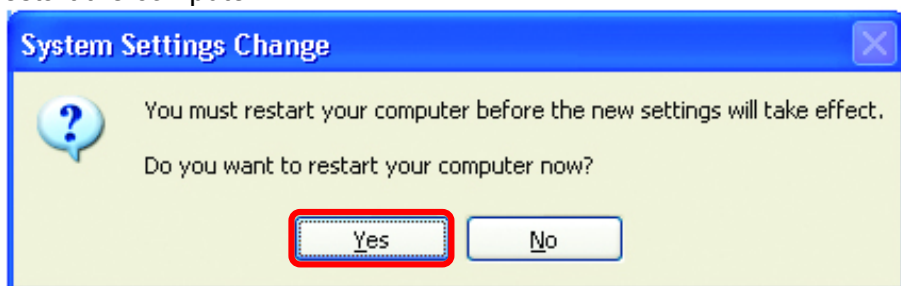 System Settings Change
You must restart your computer before the new settings will take effect.
Do you want to restart your computer now?
Yes No